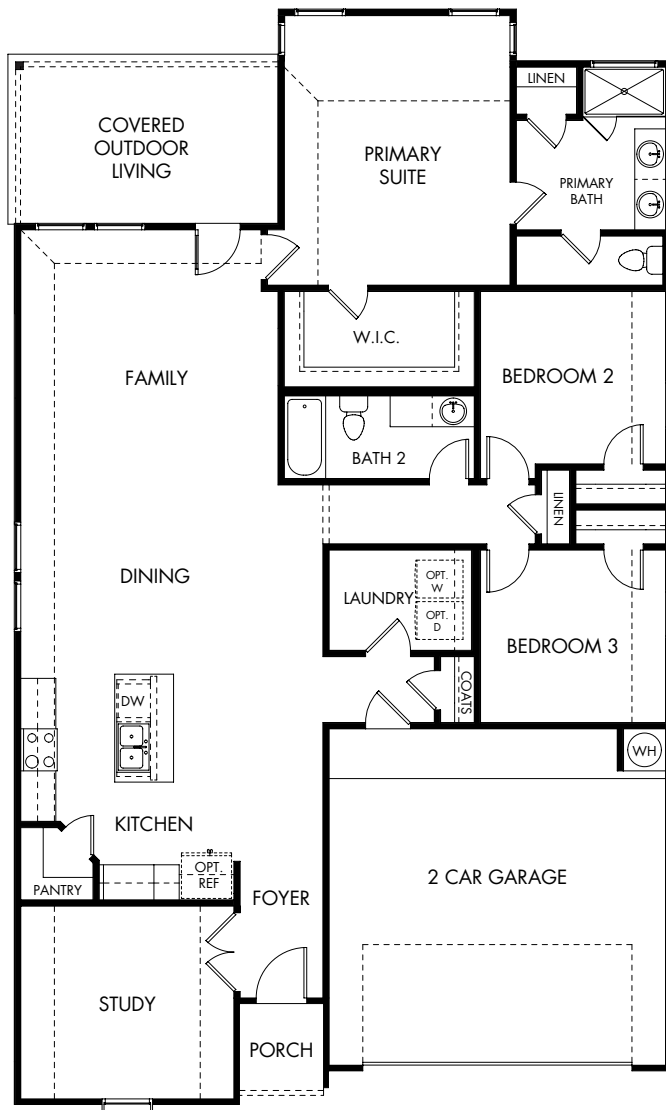 LINEN
COVERED
OUTDOOR
LIVING
PRIMARY
SUITE
PRIMARY
BATH
W.I.C.
FAMILY
BEDROOM 2
BATH 2
LINEN
DINING
LAUNDRY
OPT.
W
OPT.
D
BEDROOM 3
COATS
DW
WH
KITCHEN
OPT.
REF
PANTRY
FOYER
2 CAR GARAGE
STUDY
PORCH